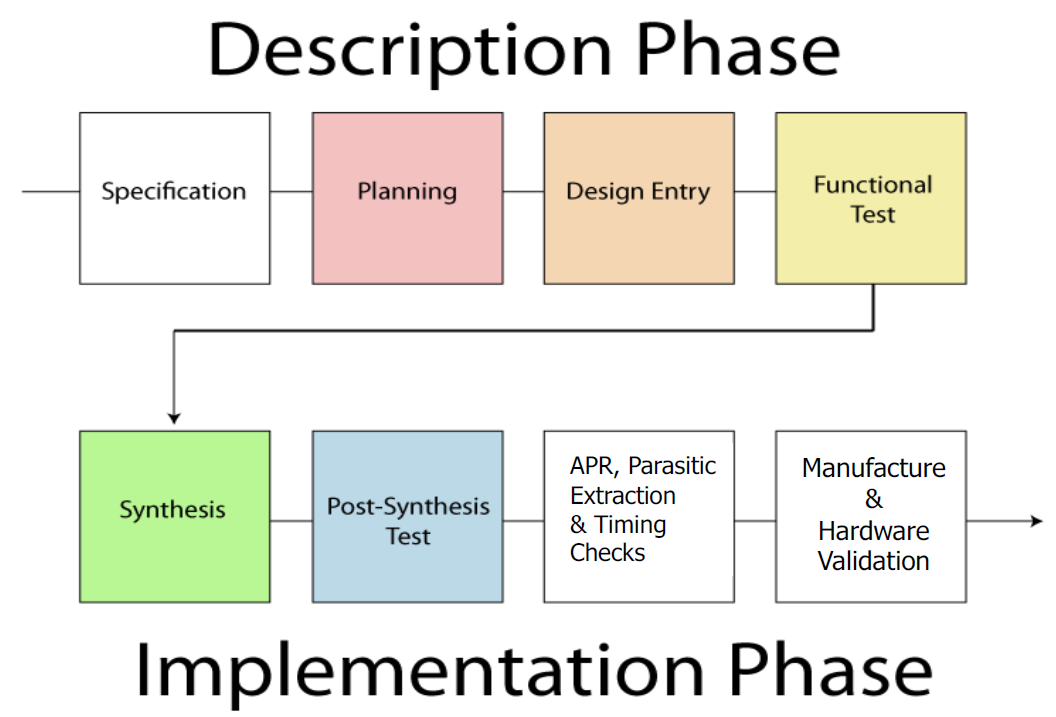 Description Phase
Specification
Planning
Design Entry
Functional
Test
Synthesis
Post-Synthesis
Test
APR, Parasitic
Extraction
& Timing
Checks
Manufacture
&
Hardware
Validation
Implementation Phase